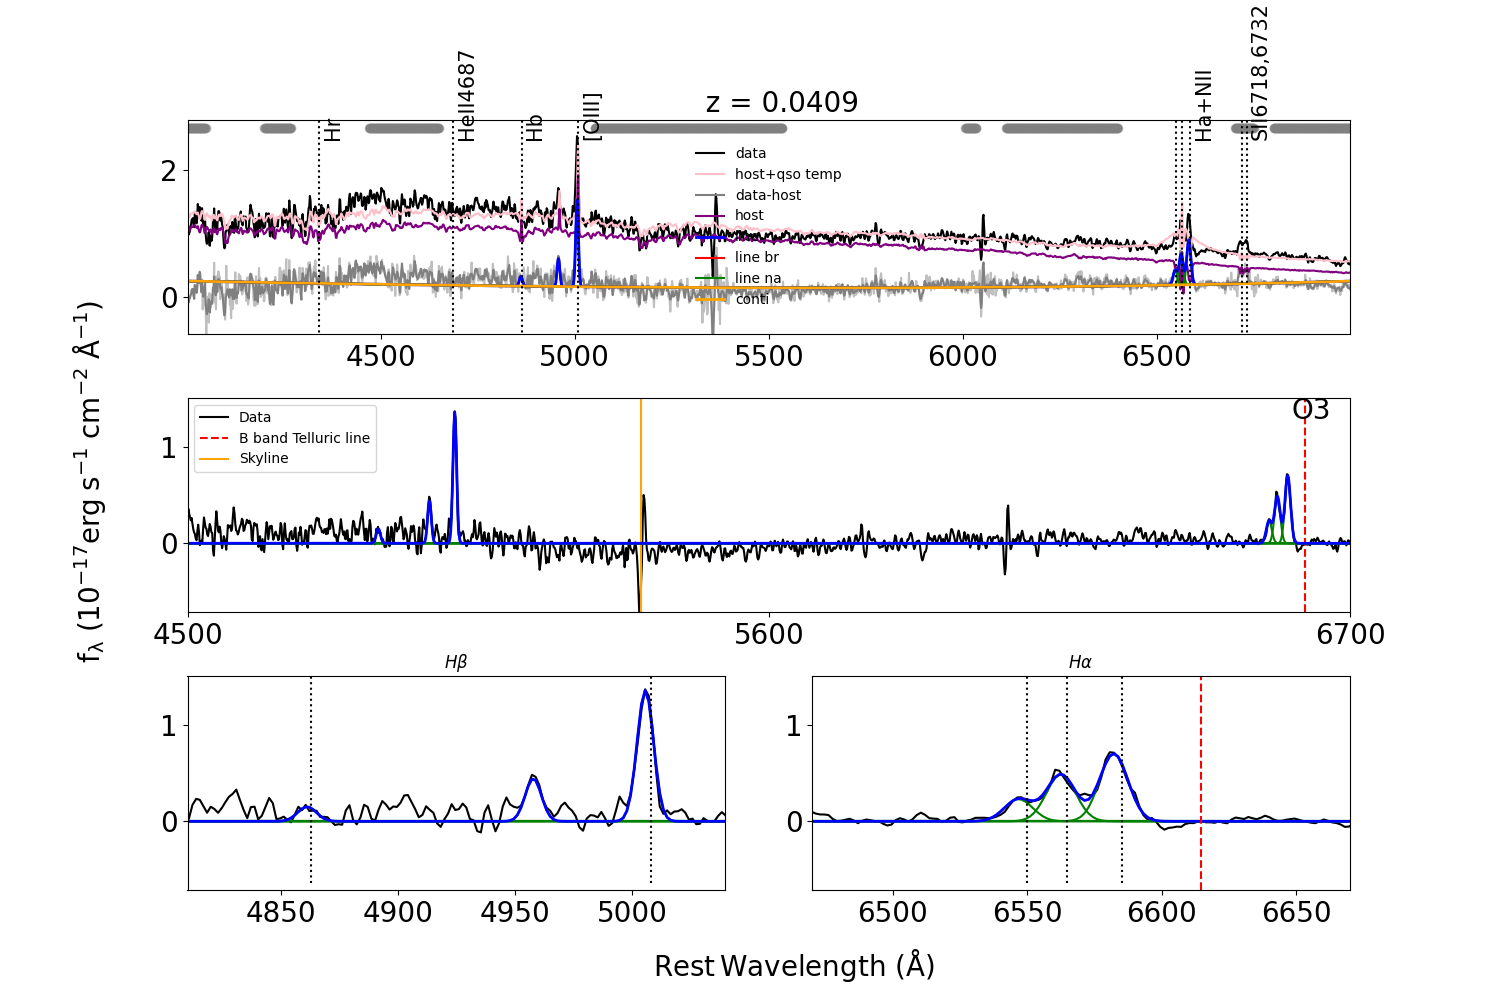 z = 0.0409
Hr
HeII4687
Hb
[OIII]
Ha+NII
SII6718,6732
data
host+qso temp
data-host
host
line br
line na
conti
2
0
4500 5000 5500 6000 6500
fλ (10−17erg s−1 cm−2 Å−1)
Data
B band Telluric line
Skyline
O3
1
0
4500 5600 6700
Hβ
1
0
4850 4900 4950 5000
Hα
1
0
6500 6550 6600 6650
Rest Wavelength (Å)